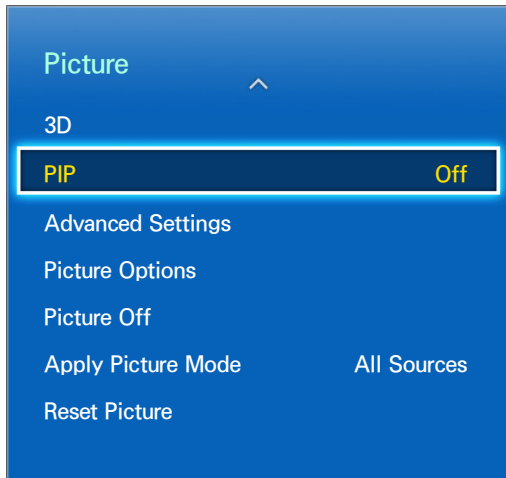 Picture
3D
PIP Off
Advanced Settings
Picture Options
Picture Off
Apply Picture Mode All Sources
Reset Picture